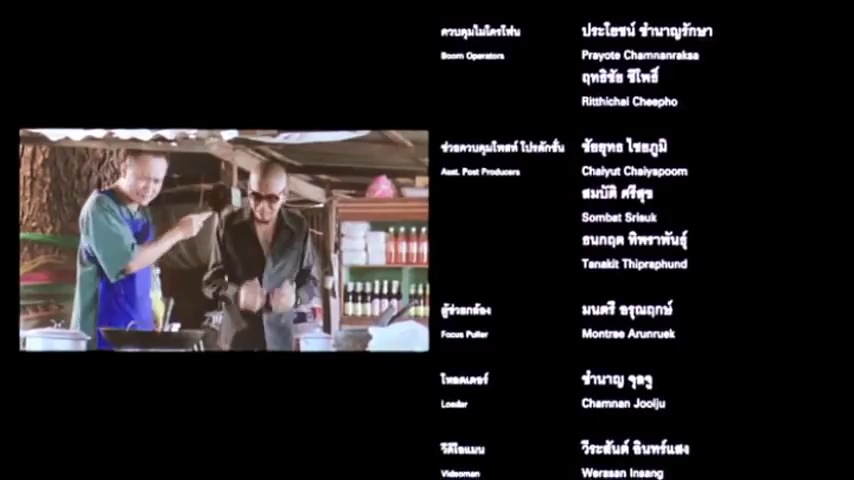 ควบคุมไมโครโฟน
ประโยชน์ ชำนาญรักษา
Boom Operators
Prayote Chamnanraksa
ฤทธิชัย ชีโพธิ์
Ritthichai Cheepho
ช่วยควบคุมโพสท์ โปรดักชั่น
ชัยยุทธ ไชยภูมิ
Asst. Post Producers
Chaiyut Chaiyapoom
สมบัติ ศรีสุข
Sombat Srisuk
ธนกฤต ทิพราพันธุ์
Tanakit Thipraphund
ผู้ช่วยกล้อง
มนตรี อรุณฤกษ์
Focus Puller
Montree Arunruek
โหลดเดอร์
ชำนาญ จุลจู
Loader
Chamnan Joolju
วีดีโอแมน
วีระสันต์ อินทร์แสง
Videoman
Werasan Insang